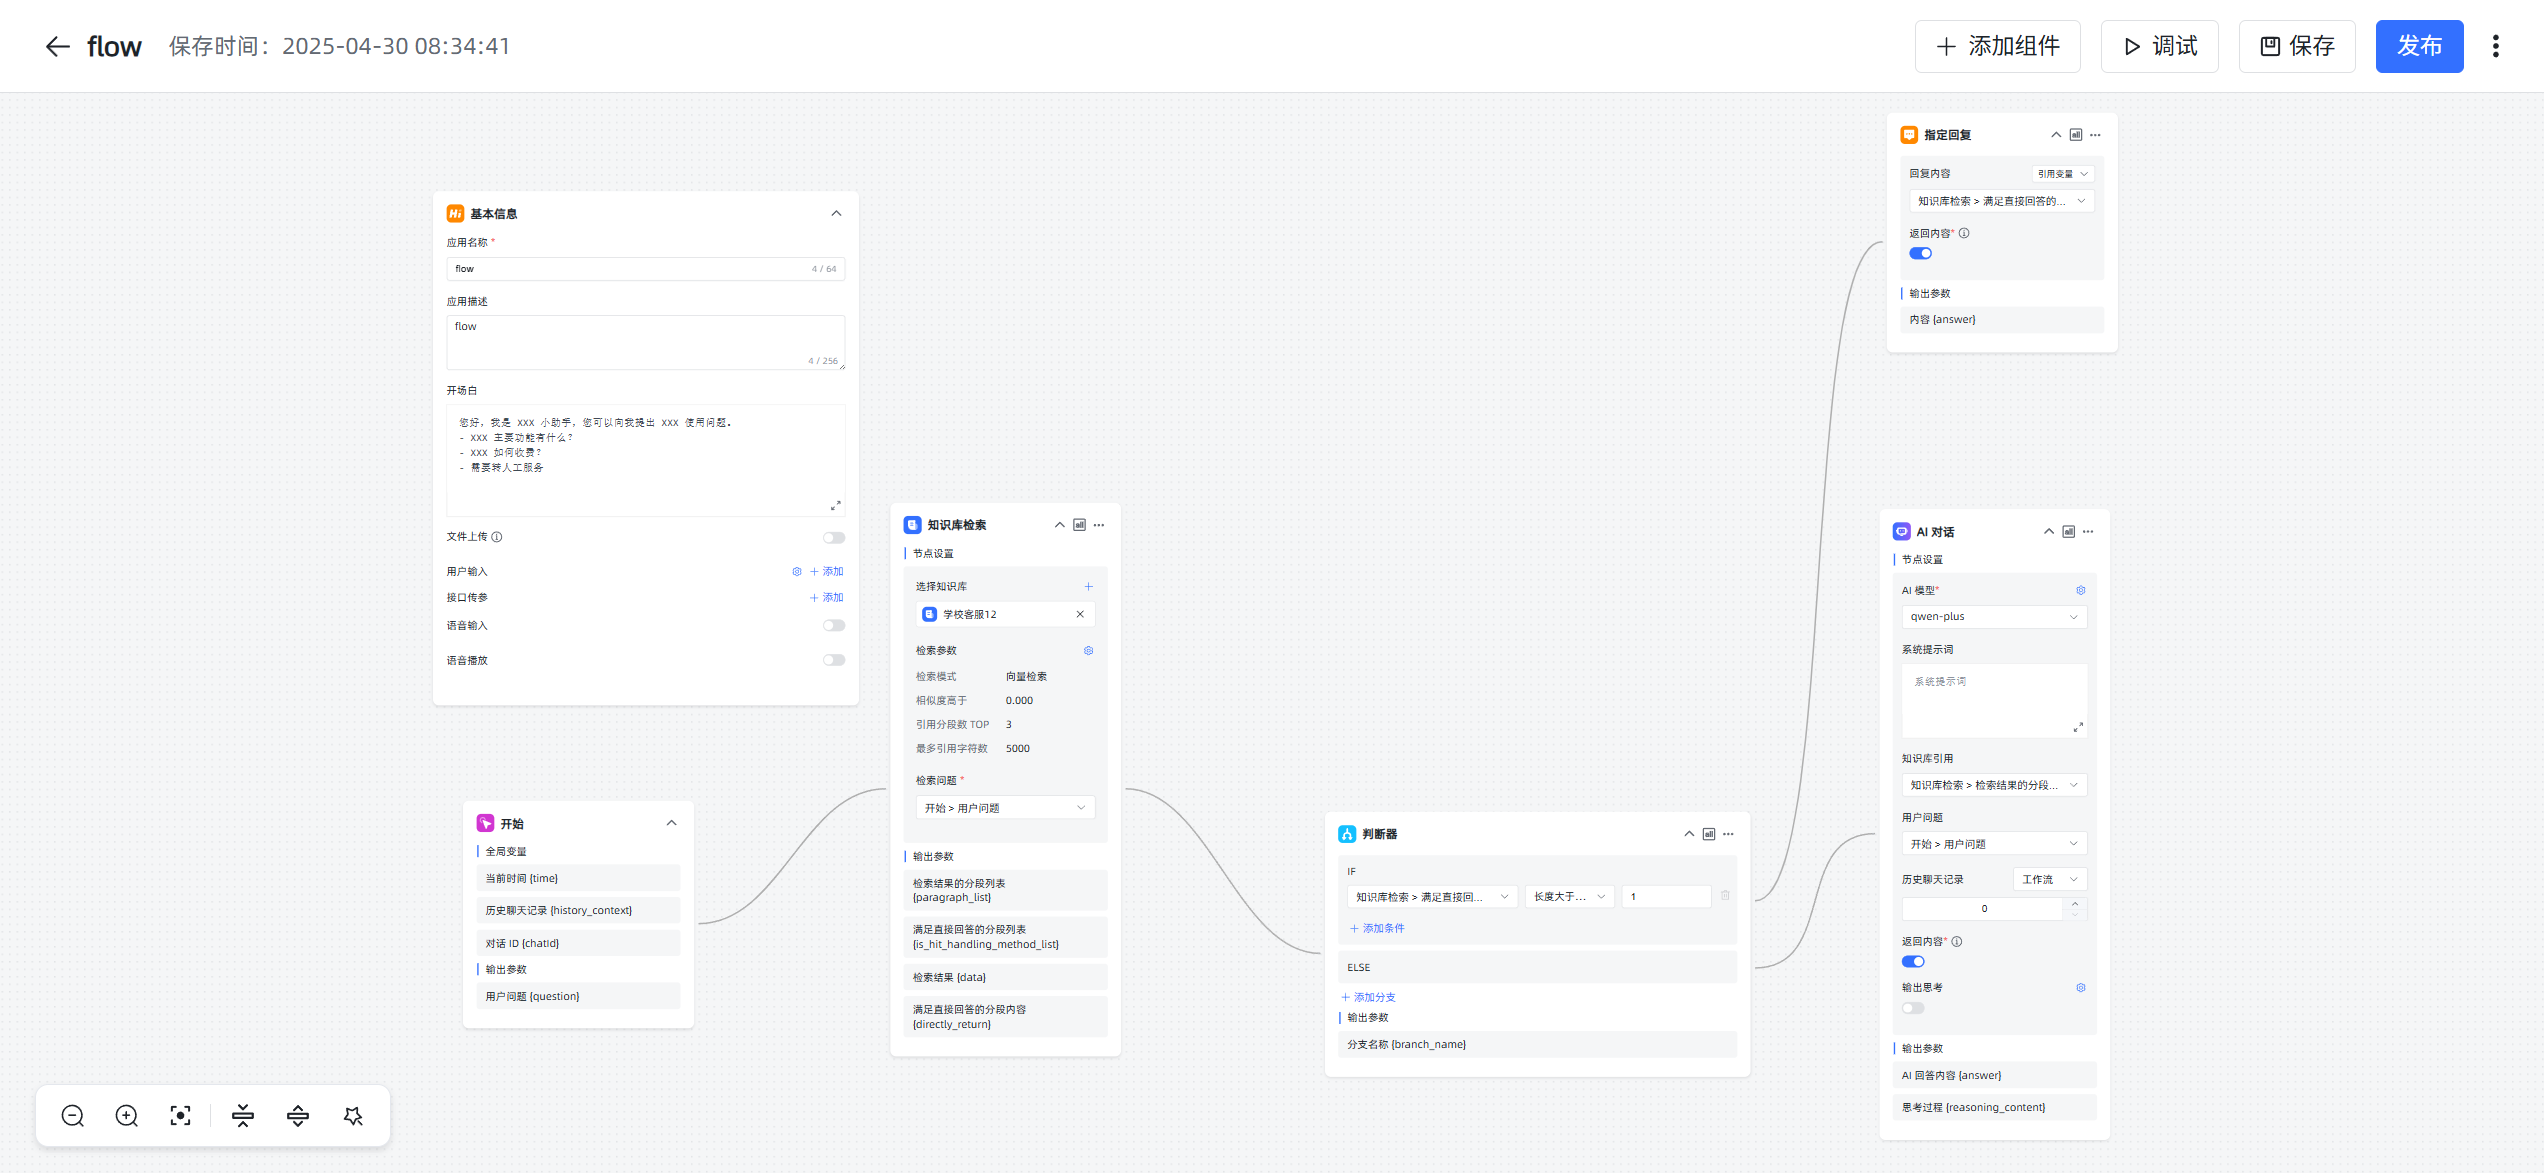 flow 保存时间：2025-04-30 08:34:41
添加组件
调试
保存
发布
基本信息
应用名称 *
flow
4 / 64
应用描述
flow
4 / 256
开场白
您好，我是 XXX 小助手，您可以向我提出 XXX 使用问题。
- XXX 主要功能有什么？
- XXX 如何收费？
- 需要转人工服务
文件上传
用户输入
添加
接口传参
添加
语音输入
语音播放
开始
全局变量
当前时间 {time}
历史聊天记录 {history_context}
对话 ID {chatId}
输出参数
用户问题 {question}
知识库检索
节点设置
选择知识库
学校客服12
检索参数
检索模式 向量检索
相似度高于 0.000
引用分段数 TOP 3
最多引用字符数 5000
检索问题 *
开始 > 用户问题
输出参数
检索结果的分段列表
{paragraph_list}
满足直接回答的分段列表
{is_hit_handling_method_list}
检索结果 {data}
满足直接回答的分段内容
{directly_return}
判断器
IF
知识库检索 > 满足直接回...
长度大于...
1
添加条件
ELSE
添加分支
输出参数
分支名称 {branch_name}
指定回复
回复内容
引用变量
知识库检索 > 满足直接回答的...
返回内容*
输出参数
内容 {answer}
AI 对话
节点设置
AI 模型*
qwen-plus
系统提示词
系统提示词
知识库引用
知识库检索 > 检索结果的分段...
用户问题
开始 > 用户问题
历史聊天记录
工作流
0
返回内容*
输出思考
输出参数
AI 回答内容 {answer}
思考过程 {reasoning_content}